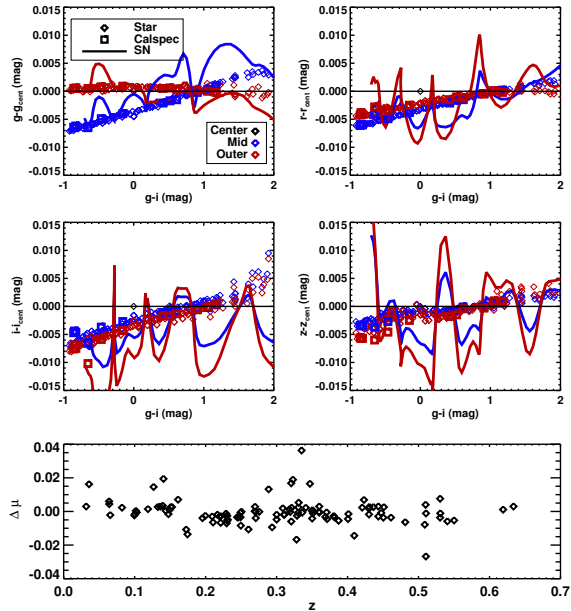 Star
Calspec
SN
Center
Mid
Outer
0.015
0.010
0.005
0.000
-0.005
-0.010
-0.015
g-g_cent (mag)
-1 0 1 2
g-i (mag)
0.015
0.010
0.005
0.000
-0.005
-0.010
-0.015
r-r_cent (mag)
-1 0 1 2
g-i (mag)
0.015
0.010
0.005
0.000
-0.005
-0.010
-0.015
i-i_cent (mag)
-1 0 1 2
g-i (mag)
0.015
0.010
0.005
0.000
-0.005
-0.010
-0.015
z-z_cent (mag)
-1 0 1 2
g-i (mag)
0.04
0.02
0.00
-0.02
-0.04
Δ μ
0.0 0.1 0.2 0.3 0.4 0.5 0.6 0.7
z